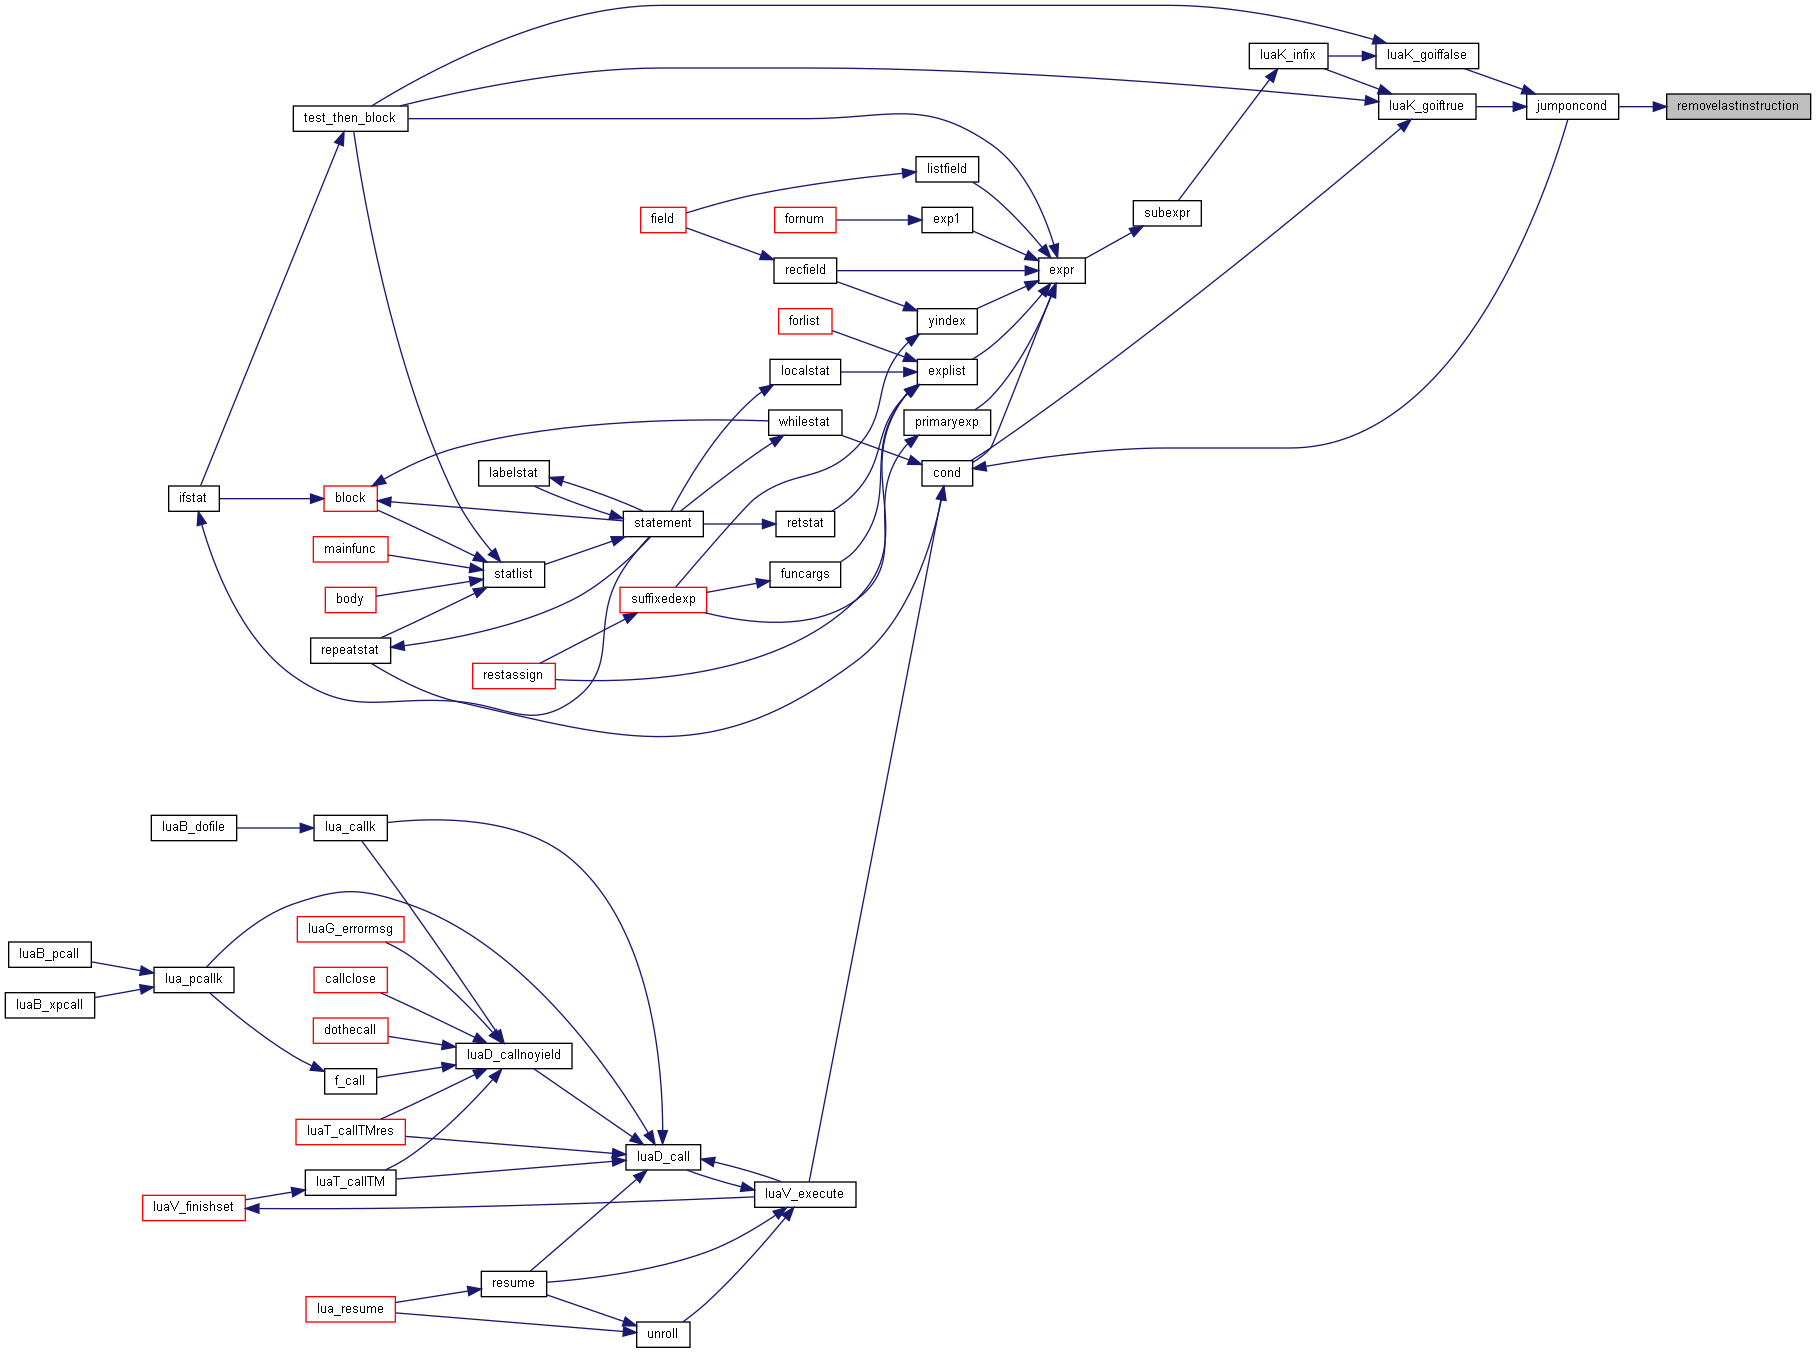 luaK_infix
luaK_goiffalse
test_then_block
luaK_goiftrue
jumponcond
removelastinstruction
listfield
field
fornum
exp1
subexpr
recfield
expr
forlist
yindex
localstat
explist
whilestat
primaryexp
labelstat
cond
ifstat
block
statement
retstat
mainfunc
statlist
funcargs
body
suffixedexp
repeatstat
restassign
luaB_dofile
lua_callk
luaG_errormsg
luaB_pcall
lua_pcallk
callclose
luaB_xpcall
dothecall
luaD_callnoyield
f_call
luaT_callTMres
luaD_call
luaT_callTM
luaV_execute
luaV_finishset
resume
lua_resume
unroll